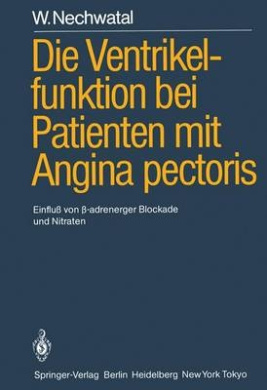 W. Nechwatal
Die Ventrikel-
funktion bei
Patienten mit
Angina pectoris
Einfluß von β-adrenerger Blockade
und Nitraten
Springer-Verlag Berlin Heidelberg New York Tokyo